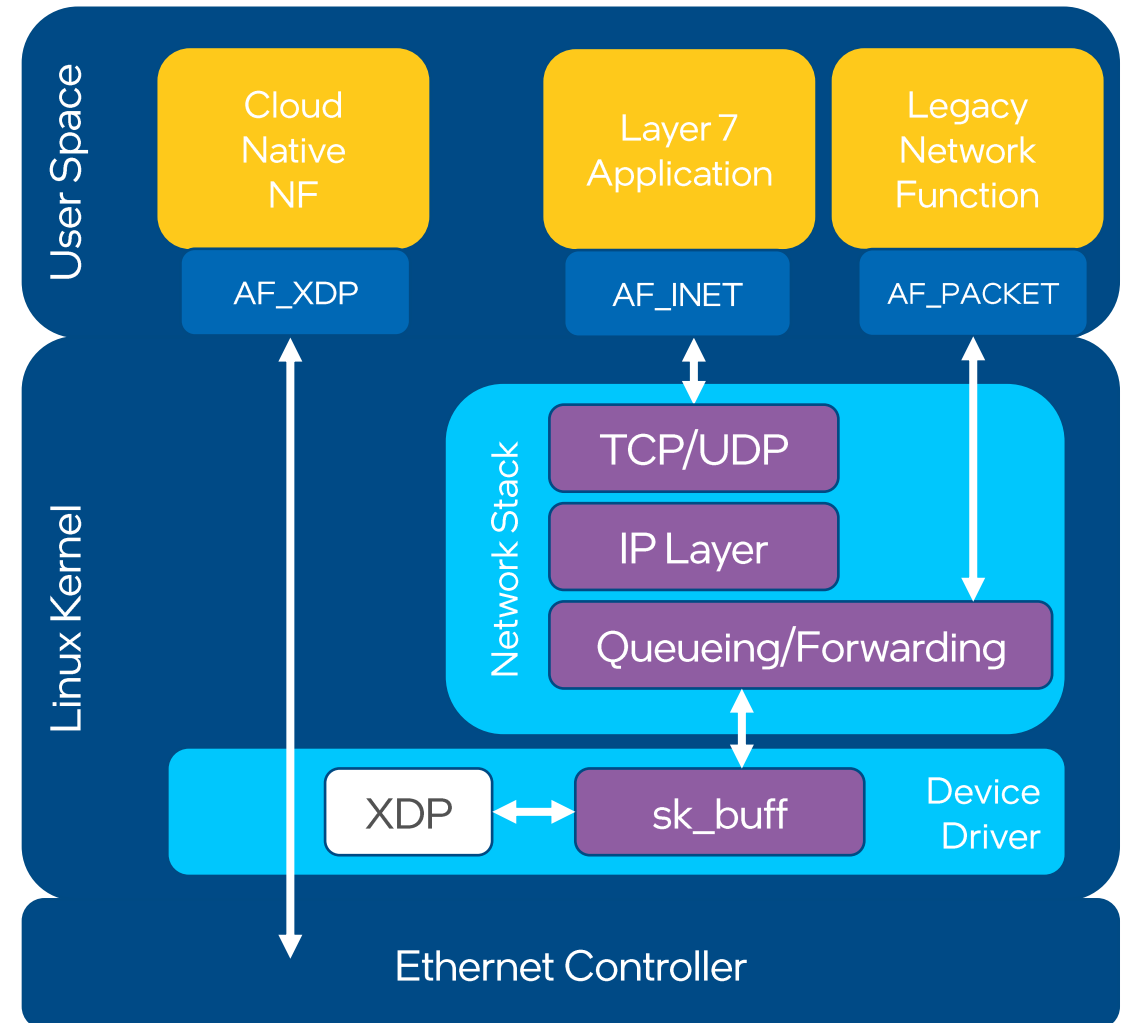 User Space
Cloud
Native
NF
Layer 7
Application
Legacy
Network
Function
AF_XDP
AF_INET
AF_PACKET
Linux Kernel
Network Stack
TCP/UDP
IP Layer
Queueing/Forwarding
XDP
sk_buff
Device
Driver
Ethernet Controller